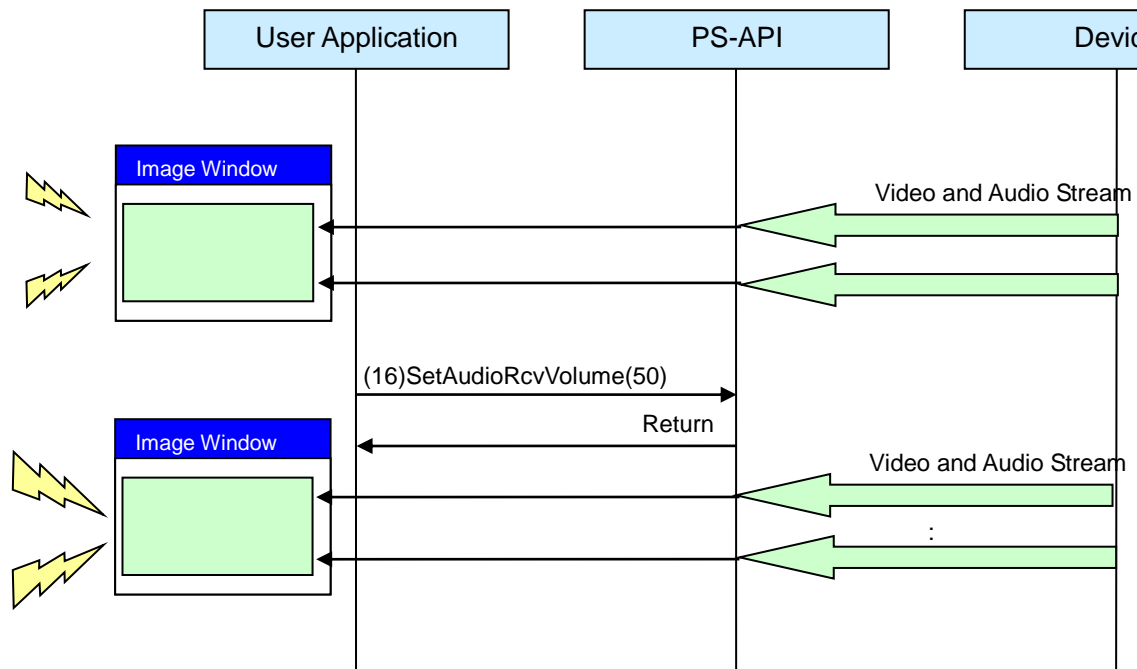 User Application
PS-API
Devic
Image Window
Video and Audio Stream
(16)SetAudioRcvVolume(50)
Return
Image Window
Video and Audio Stream
: